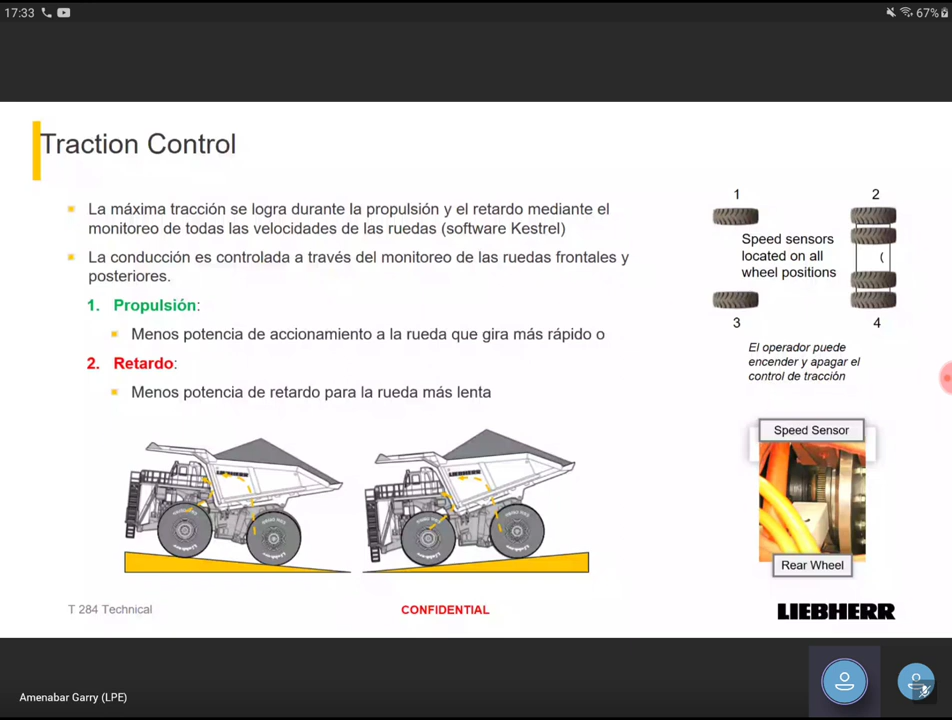 17:33
67%
Traction Control
La máxima tracción se logra durante la propulsión y el retardo mediante el
monitoreo de todas las velocidades de las ruedas (software Kestrel)
La conducción es controlada a través del monitoreo de las ruedas frontales y
posteriores.
1. Propulsión:
Menos potencia de accionamiento a la rueda que gira más rápido o
2. Retardo:
Menos potencia de retardo para la rueda más lenta
1
2
Speed sensors
located on all
wheel positions
(
3
4
El operador puede
encender y apagar el
control de tracción
Speed Sensor
Rear Wheel
LIEBHERR
LIEBHERR
T 284 Technical
CONFIDENTIAL
LIEBHERR
Amenabar Garry (LPE)